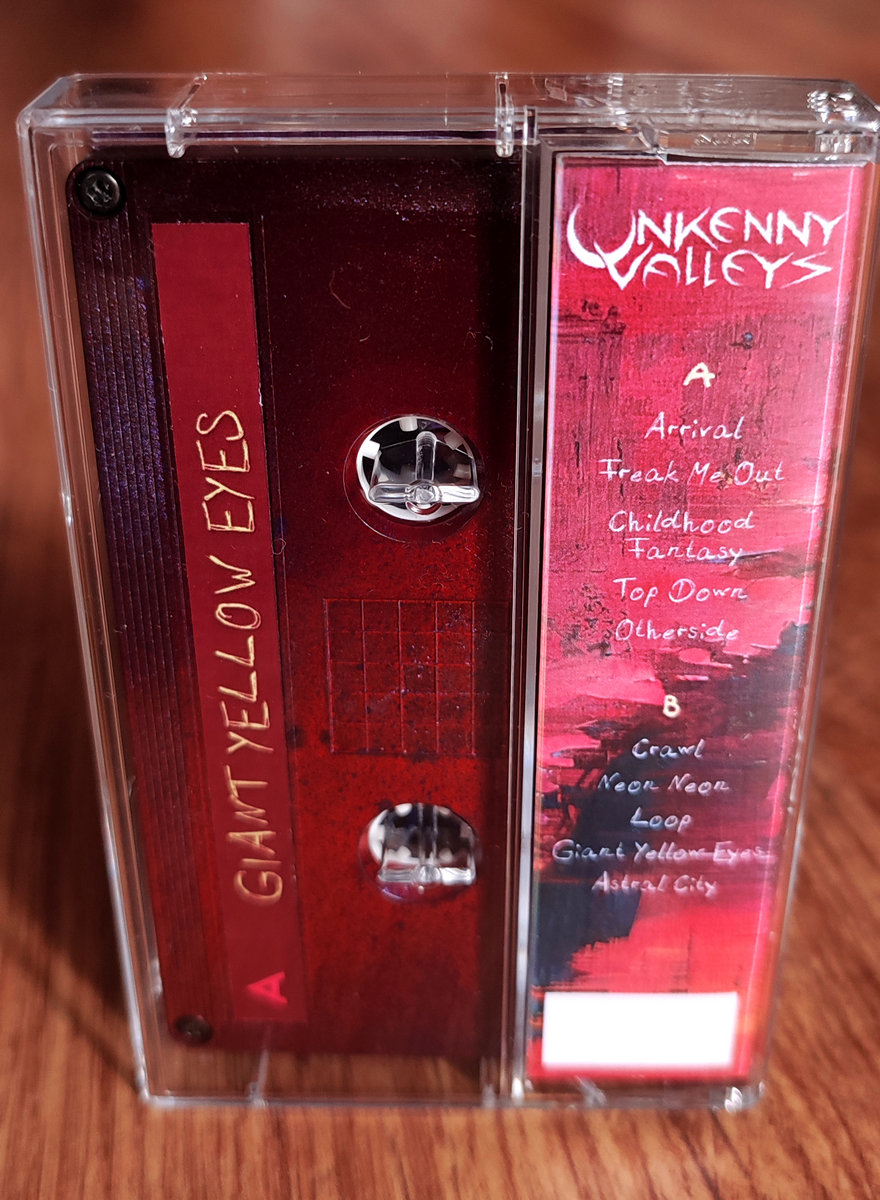 GIANT YELLOW EYES
A
UNKENNY
VALLEYS
A
Arrival
Freak Me Out
Childhood
Fantasy
Top Down
Otherside
B
Crawl
Neon Neon
Loop
Giant Yellow Eyes
Astral City